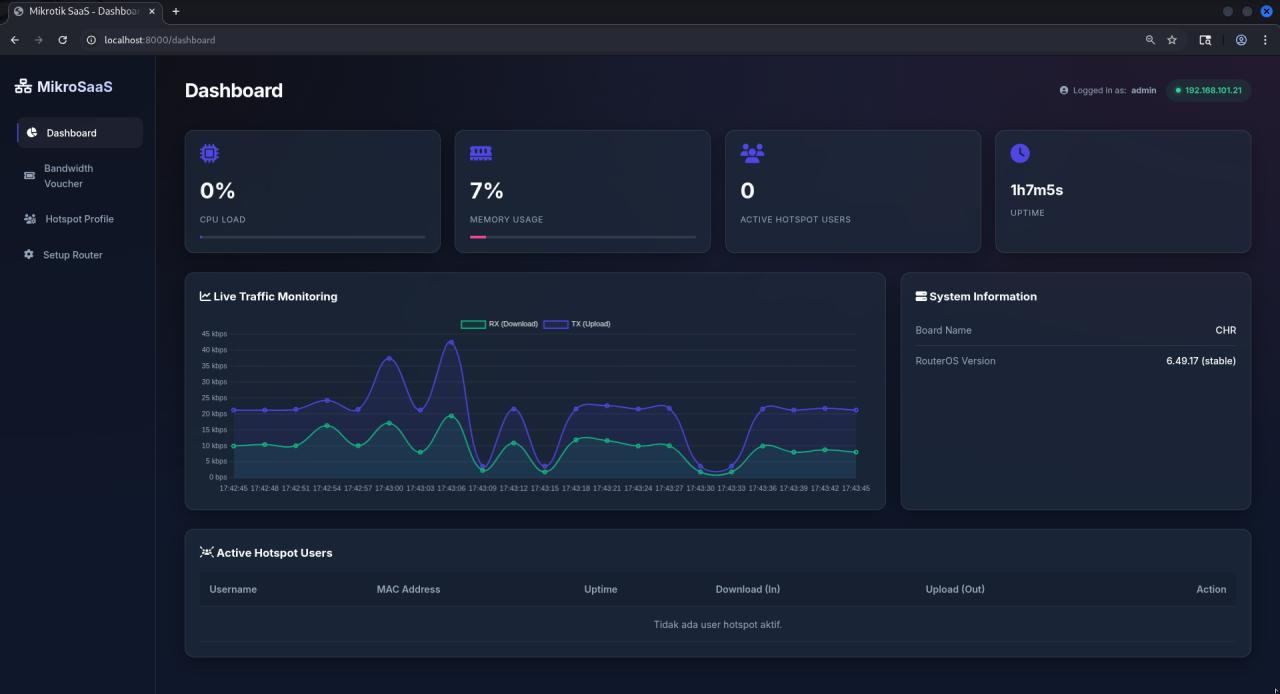 Mikrotik SaaS - Dashboa
localhost:8000/dashboard
MikroSaaS
Dashboard
Bandwidth
Voucher
Hotspot Profile
Setup Router
Dashboard
Logged in as: admin
192.168.101.21
0%
CPU LOAD
7%
MEMORY USAGE
0
ACTIVE HOTSPOT USERS
1h7m5s
UPTIME
Live Traffic Monitoring
RX (Download) TX (Upload)
45 kbps
40 kbps
35 kbps
30 kbps
25 kbps
20 kbps
15 kbps
10 kbps
5 kbps
0 bps
17:42:45 17:42:48 17:42:51 17:42:54 17:42:57 17:43:00 17:43:03 17:43:06 17:43:09 17:43:12 17:43:15 17:43:18 17:43:21 17:43:24 17:43:27 17:43:30 17:43:33 17:43:36 17:43:39 17:43:42 17:43:45
System Information
Board Name CHR
RouterOS Version 6.49.17 (stable)
Active Hotspot Users
Username MAC Address Uptime Download (In) Upload (Out) Action
Tidak ada user hotspot aktif.